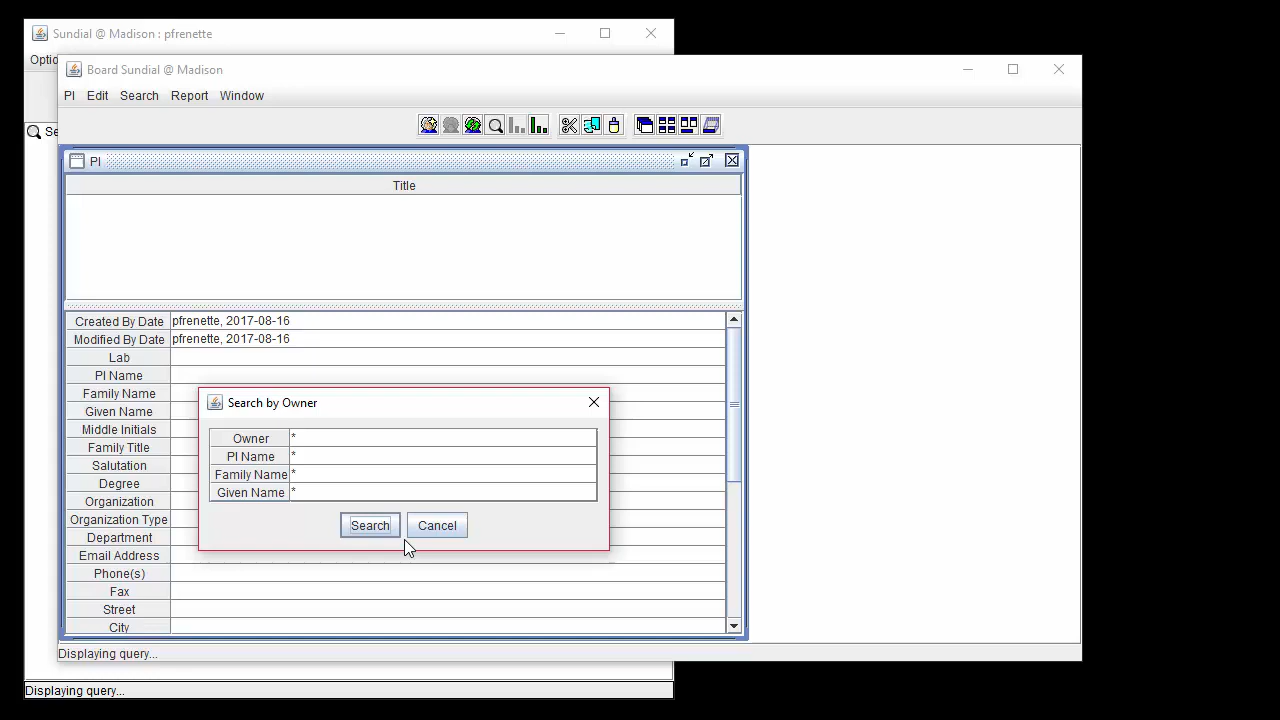 Sundial @ Madison : pfrenette
Optio
Board Sundial @ Madison
PI Edit Search Report Window
Se
PI
Title
Created By Date pfrenette, 2017-08-16
Modified By Date pfrenette, 2017-08-16
Lab
PI Name
Family Name
Given Name
Middle Initials
Family Title
Salutation
Degree
Organization
Organization Type
Department
Email Address
Phone(s)
Fax
Street
City
Search by Owner
Owner *
PI Name *
Family Name *
Given Name *
Search Cancel
Displaying query...
Displaying query...